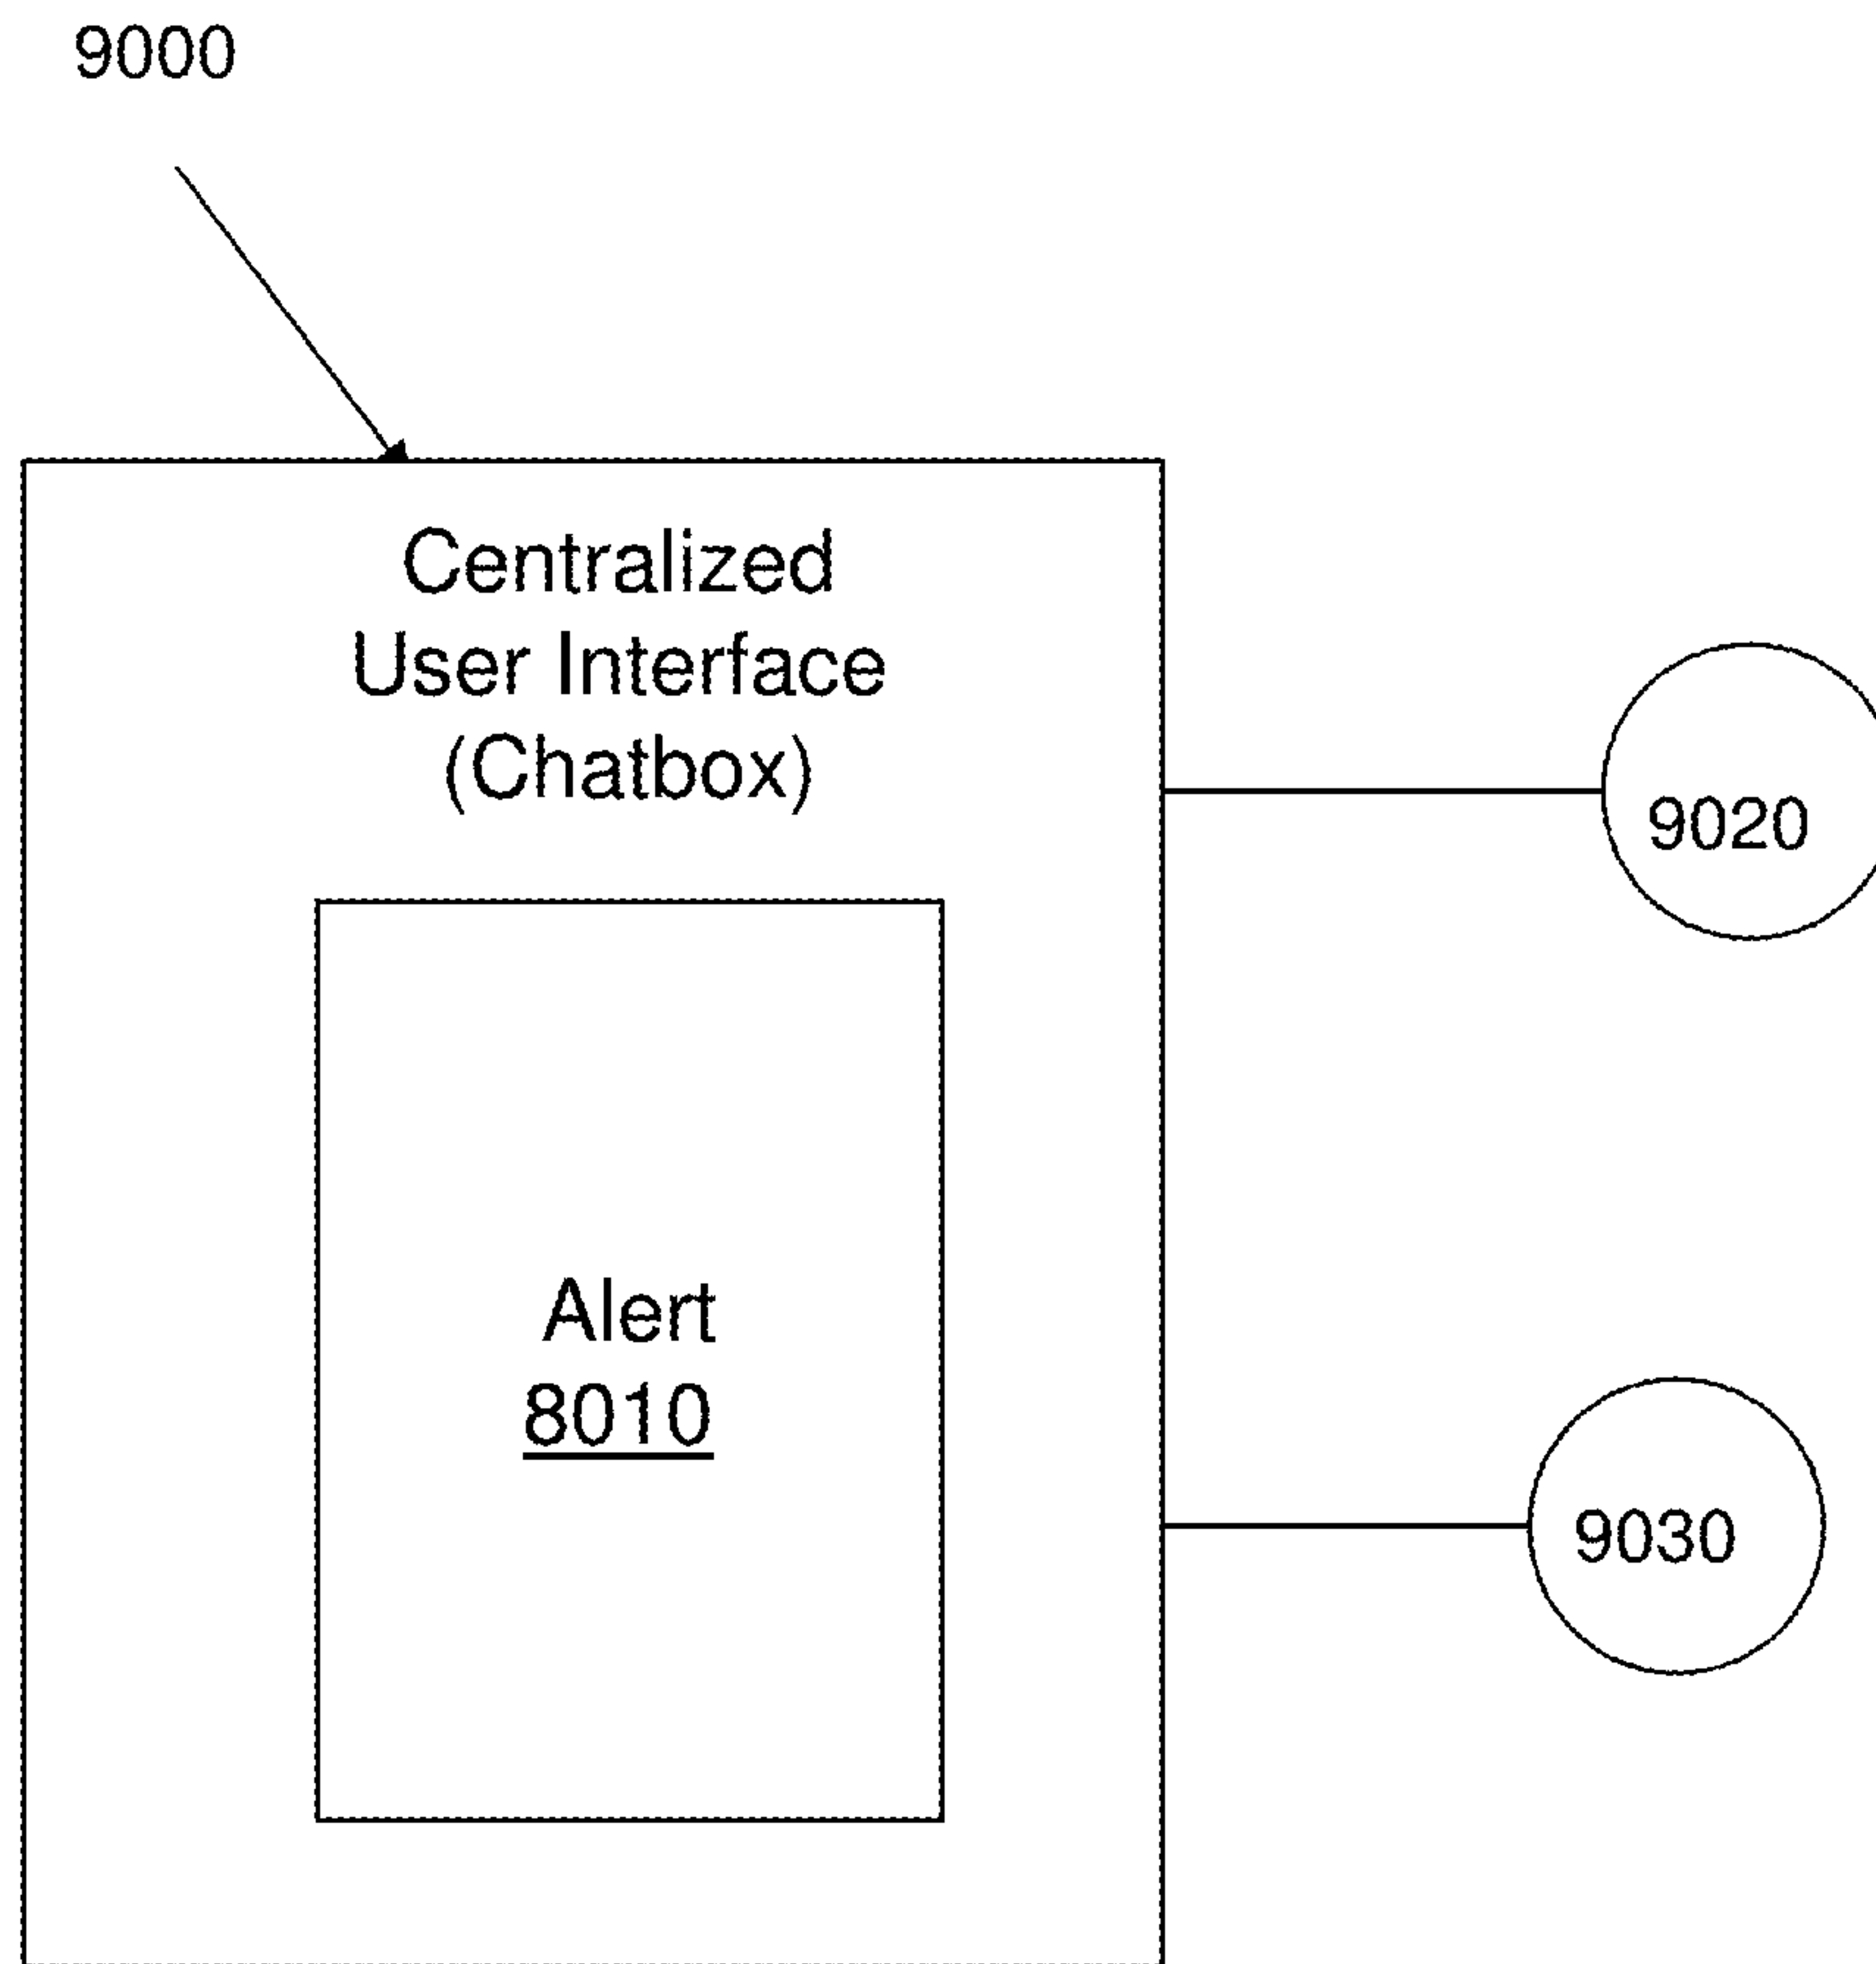 9000
Centralized
User Interface
(Chatbox)
9020
Alert
8010
9030